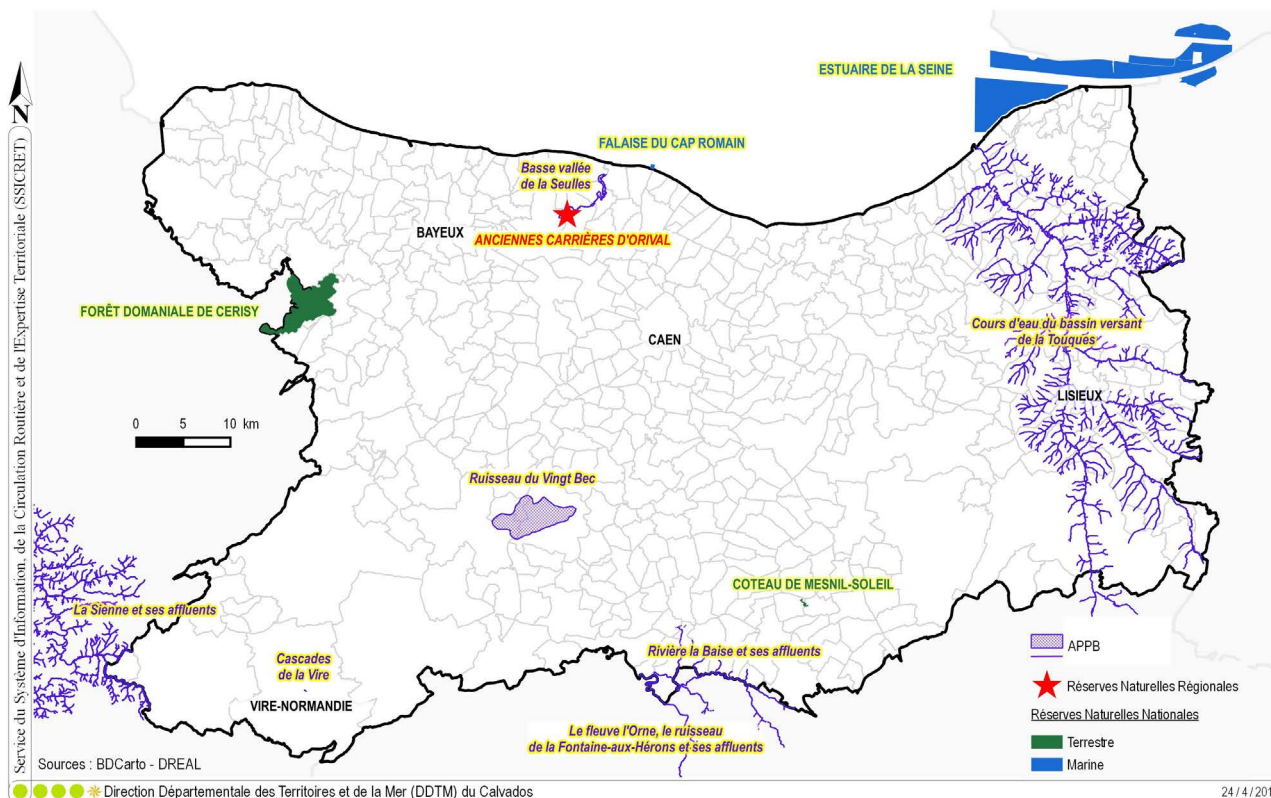 ESTUAIRE DE LA SEINE
FALAISE DU CAP ROMAIN
Basse vallée
de la Seulles
BAYEUX
ANCIENNES CARRIÈRES D'ORIVAL
FORÊT DOMANIALE DE CERISY
CAEN
Cours d'eau du bassin versant
de la Touques
LISIEUX
0 5 10 km
Ruisseau du Vingt Bec
COTEAU DE MESNIL-SOLEIL
La Sienne et ses affluents
Rivière la Baise et ses affluents
Cascades
de la Vire
VIRE-NORMANDIE
Le fleuve l'Orne, le ruisseau
de la Fontaine-aux-Hérons et ses affluents
APPB
Réserves Naturelles Régionales
Réserves Naturelles Nationales
Terrestre
Marine
N
Service du Système d'Information, de la Circulation Routière et de l'Expertise Territoriale (SSICRET)
Sources : BDCarto - DREAL
Direction Départementale des Territoires et de la Mer (DDTM) du Calvados
24 / 4 / 201